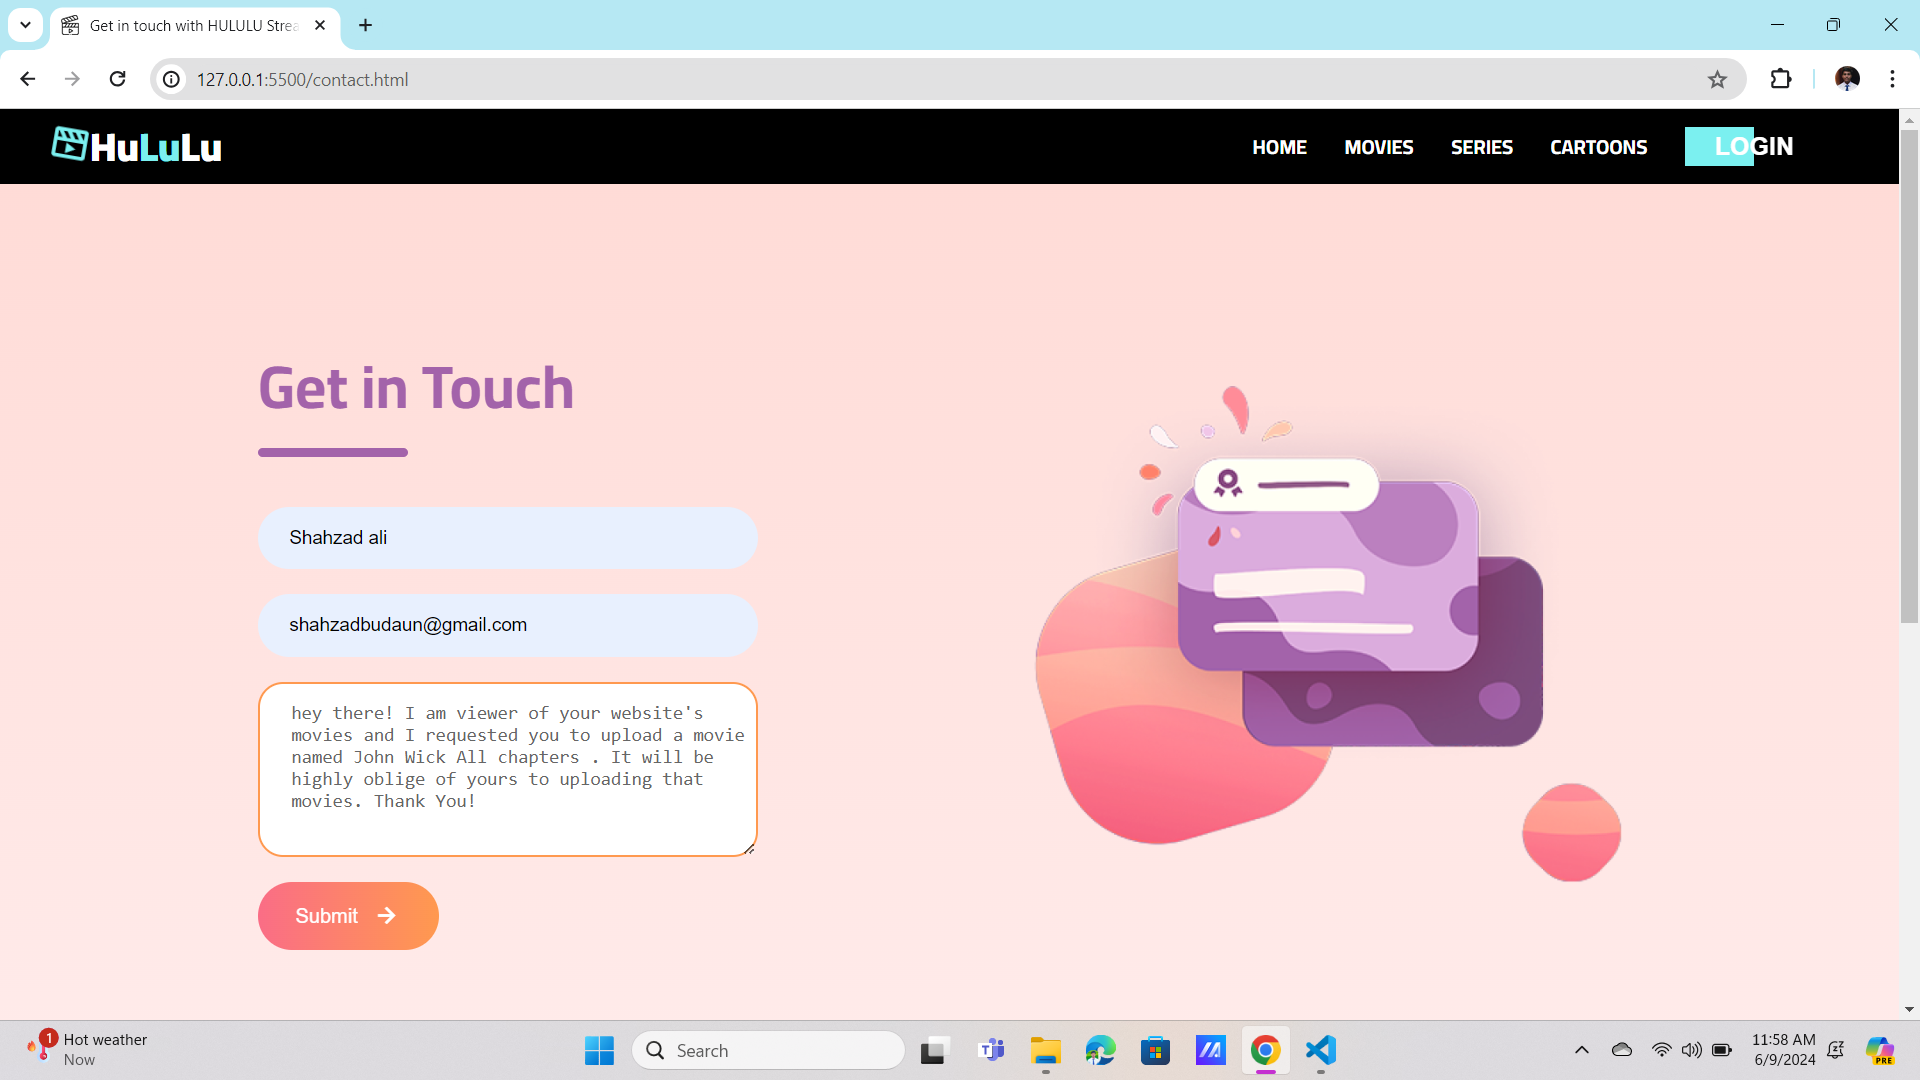 Get in touch with HULULU Strea
127.0.0.1:5500/contact.html
HuLuLu
HOME MOVIES SERIES CARTOONS LOGIN
Get in Touch
Shahzad ali
shahzadbudaun@gmail.com
hey there! I am viewer of your website's
movies and I requested you to upload a movie
named John Wick All chapters . It will be
highly oblige of yours to uploading that
movies. Thank You!
Submit
1
Hot weather
Now
Search
11:58 AM
6/9/2024
PRE